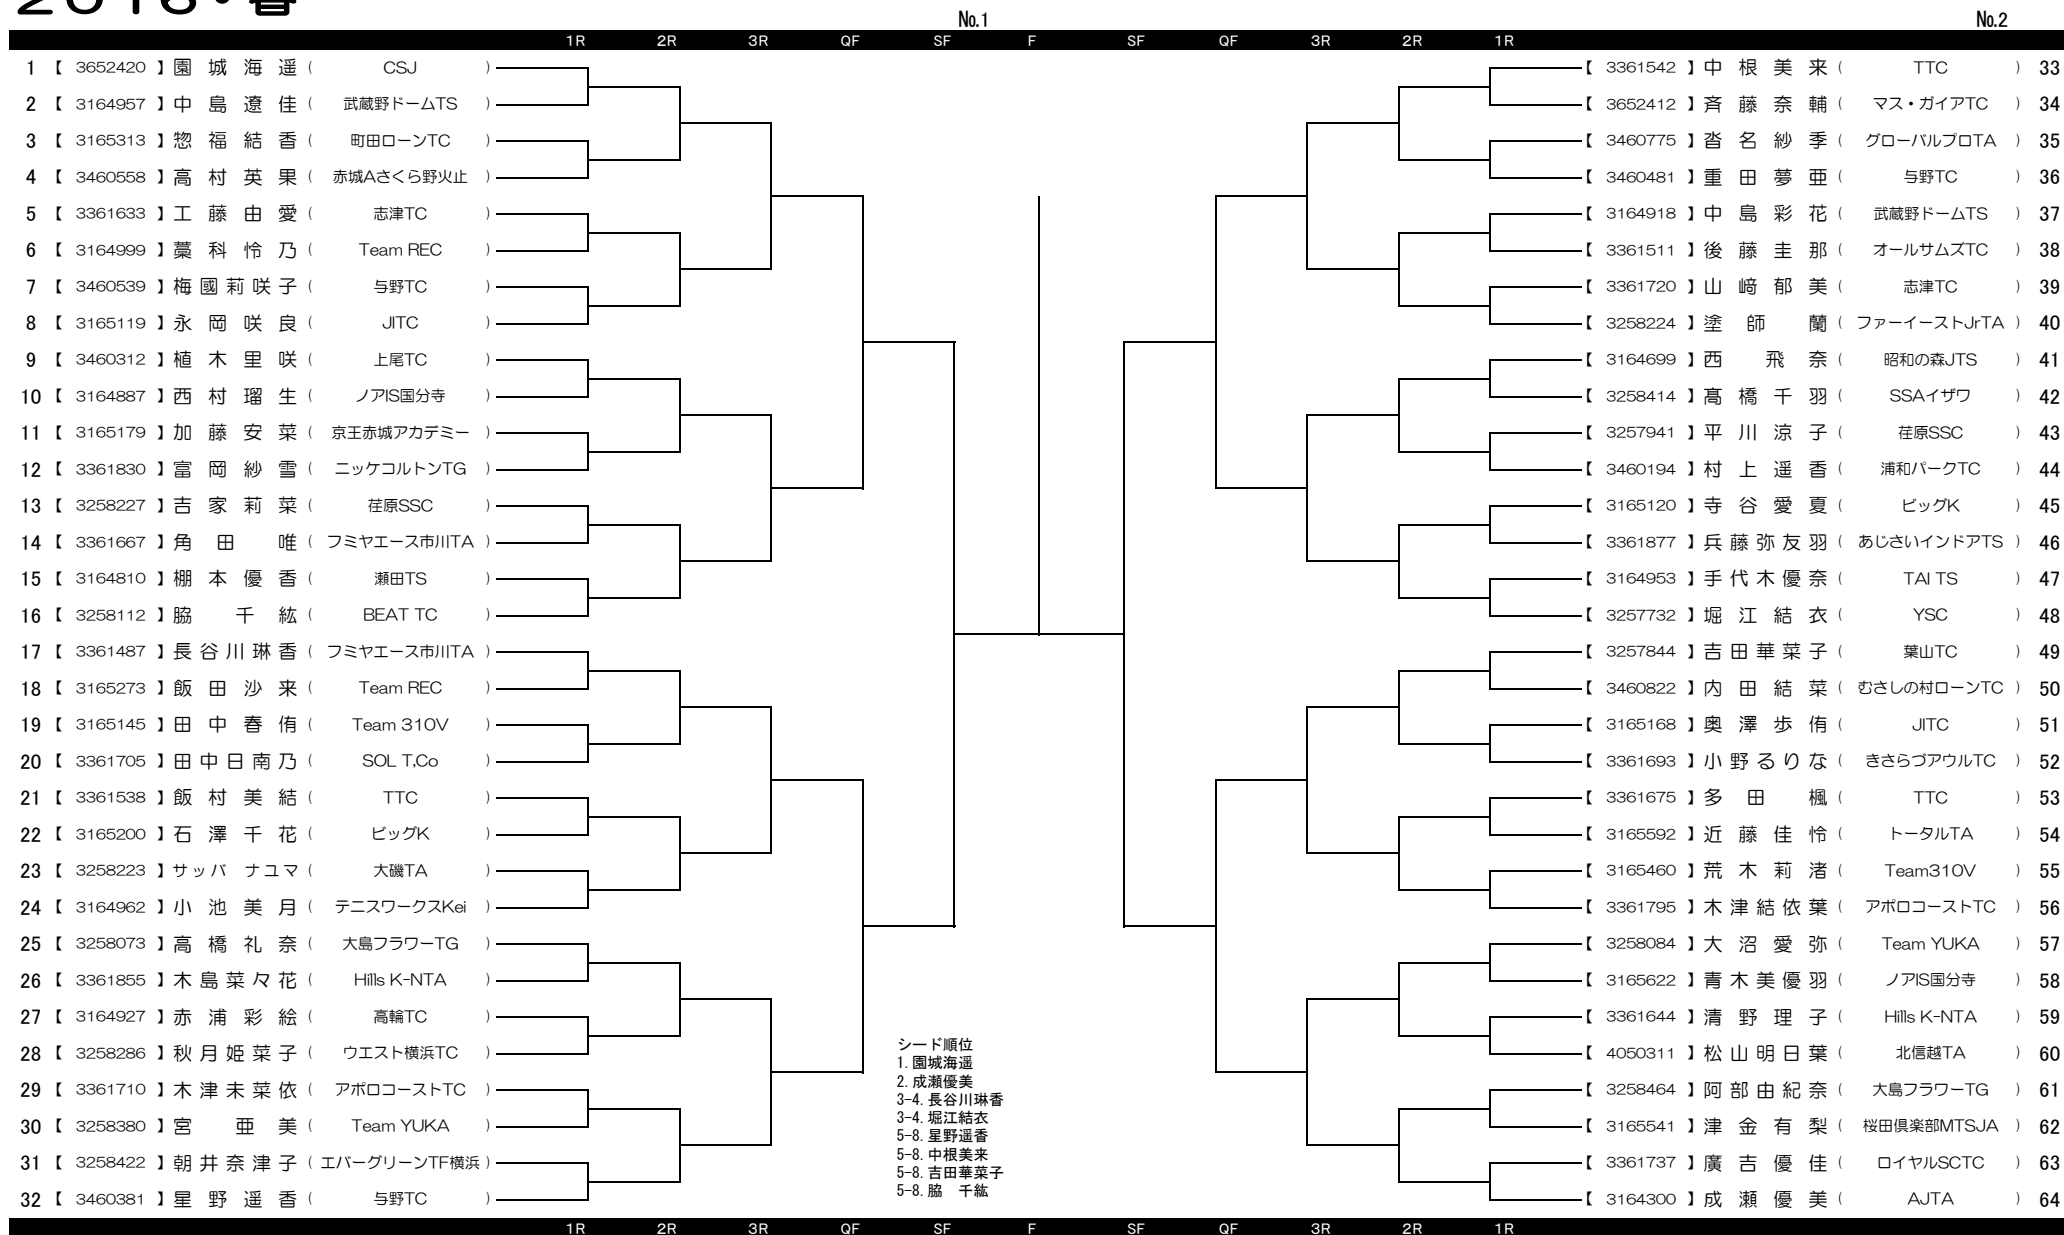 2016・春
No.1 No.2
1R 2R 3R QF SF F SF QF 3R 2R 1R
1 【 3652420 】 園城海遥 ( CSJ )
2 【 3164957 】 中島遼佳 ( 武蔵野ドームTS )
3 【 3165313 】 惣福結香 ( 町田ローンTC )
4 【 3460558 】 高村英果 ( 赤城Aさくら野火止 )
5 【 3361633 】 工藤由愛 ( 志津TC )
6 【 3164999 】 藁科怜乃 ( Team REC )
7 【 3460539 】 梅國莉咲子 ( 与野TC )
8 【 3165119 】 永岡咲良 ( JITC )
9 【 3460312 】 植木里咲 ( 上尾TC )
10 【 3164887 】 西村瑠生 ( ノアIS国分寺 )
11 【 3165179 】 加藤安菜 ( 京王赤城アカデミー )
12 【 3361830 】 富岡紗雪 ( ニッケコルトンTG )
13 【 3258227 】 吉家莉菜 ( 荏原SSC )
14 【 3361667 】 角田 唯 ( フミヤエース市川TA )
15 【 3164810 】 棚本優香 ( 瀬田TS )
16 【 3258112 】 脇 千紘 ( BEAT TC )
17 【 3361487 】 長谷川琳香 ( フミヤエース市川TA )
18 【 3165273 】 飯田沙来 ( Team REC )
19 【 3165145 】 田中春侑 ( Team 310V )
20 【 3361705 】 田中日南乃 ( SOL T,Co )
21 【 3361538 】 飯村美結 ( TTC )
22 【 3165200 】 石澤千花 ( ビッグK )
23 【 3258223 】 サッパ ナユマ ( 大磯TA )
24 【 3164962 】 小池美月 ( テニスワークスKei )
25 【 3258073 】 高橋礼奈 ( 大島フラワーTG )
26 【 3361855 】 木島菜々花 ( Hills K-NTA )
27 【 3164927 】 赤浦彩絵 ( 高輪TC )
28 【 3258286 】 秋月姫菜子 ( ウエスト横浜TC )
29 【 3361710 】 木津未菜依 ( アポロコーストTC )
30 【 3258380 】 宮 亜美 ( Team YUKA )
31 【 3258422 】 朝井奈津子 ( エバーグリーンTF横浜 )
32 【 3460381 】 星野遥香 ( 与野TC )
シード順位
1. 園城海遥
2. 成瀬優美
3-4. 長谷川琳香
3-4. 堀江結衣
5-8. 星野遥香
5-8. 中根美来
5-8. 吉田華菜子
5-8. 脇 千紘
【 3361542 】 中根美来 ( TTC ) 33
【 3652412 】 斉藤奈輔 ( マス・ガイアTC ) 34
【 3460775 】 沓名紗季 ( グローバルプロTA ) 35
【 3460481 】 重田夢亜 ( 与野TC ) 36
【 3164918 】 中島彩花 ( 武蔵野ドームTS ) 37
【 3361511 】 後藤圭那 ( オールサムズTC ) 38
【 3361720 】 山﨑郁美 ( 志津TC ) 39
【 3258224 】 塗師 蘭 ( ファーイーストJrTA ) 40
【 3164699 】 西 飛奈 ( 昭和の森JTS ) 41
【 3258414 】 髙橋千羽 ( SSAイザワ ) 42
【 3257941 】 平川涼子 ( 荏原SSC ) 43
【 3460194 】 村上遥香 ( 浦和パークTC ) 44
【 3165120 】 寺谷愛夏 ( ビッグK ) 45
【 3361877 】 兵藤弥友羽 ( あじさいインドアTS ) 46
【 3164953 】 手代木優奈 ( TAI TS ) 47
【 3257732 】 堀江結衣 ( YSC ) 48
【 3257844 】 吉田華菜子 ( 葉山TC ) 49
【 3460822 】 内田結菜 ( むさしの村ローンTC ) 50
【 3165168 】 奥澤歩侑 ( JITC ) 51
【 3361693 】 小野るりな ( きさらづアウルTC ) 52
【 3361675 】 多田 楓 ( TTC ) 53
【 3165592 】 近藤佳怜 ( トータルTA ) 54
【 3165460 】 荒木莉渚 ( Team310V ) 55
【 3361795 】 木津結依葉 ( アポロコーストTC ) 56
【 3258084 】 大沼愛弥 ( Team YUKA ) 57
【 3165622 】 青木美優羽 ( ノアIS国分寺 ) 58
【 3361644 】 清野理子 ( Hills K-NTA ) 59
【 4050311 】 松山明日葉 ( 北信越TA ) 60
【 3258464 】 阿部由紀奈 ( 大島フラワーTG ) 61
【 3165541 】 津金有梨 ( 桜田倶楽部MTSJA ) 62
【 3361737 】 廣吉優佳 ( ロイヤルSCTC ) 63
【 3164300 】 成瀬優美 ( AJTA ) 64
1R 2R 3R QF SF F SF QF 3R 2R 1R